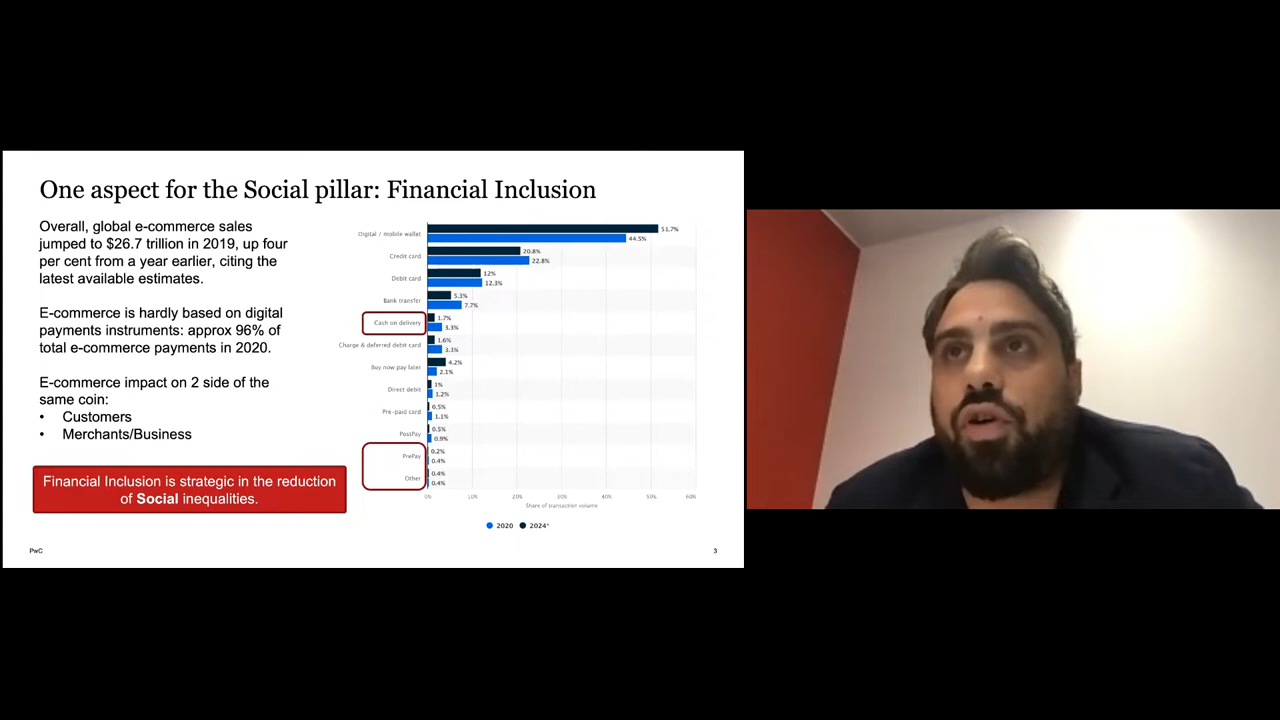 One aspect for the Social pillar: Financial Inclusion
Overall, global e-commerce sales
jumped to $26.7 trillion in 2019, up four
per cent from a year earlier, citing the
latest available estimates.
E-commerce is hardly based on digital
payments instruments: approx 96% of
total e-commerce payments in 2020.
E-commerce impact on 2 side of the
same coin:
• Customers
• Merchants/Business
Financial Inclusion is strategic in the reduction
of Social inequalities.
Digital / mobile wallet
51.7%
44.5%
Credit card
20.8%
22.8%
Debit card
12%
12.3%
Bank transfer
5.3%
7.7%
Cash on delivery
1.7%
3.3%
Charge & deferred debit card
1.6%
3.3%
Buy now pay later
4.2%
2.1%
Direct debit
1%
1.2%
Pre-paid card
0.5%
1.1%
PostPay
0.5%
0.9%
PrePay
0.2%
0.4%
Other
0.4%
0.4%
0% 10% 20% 30% 40% 50% 60%
Share of transaction volume
2020 2024*
PwC
3